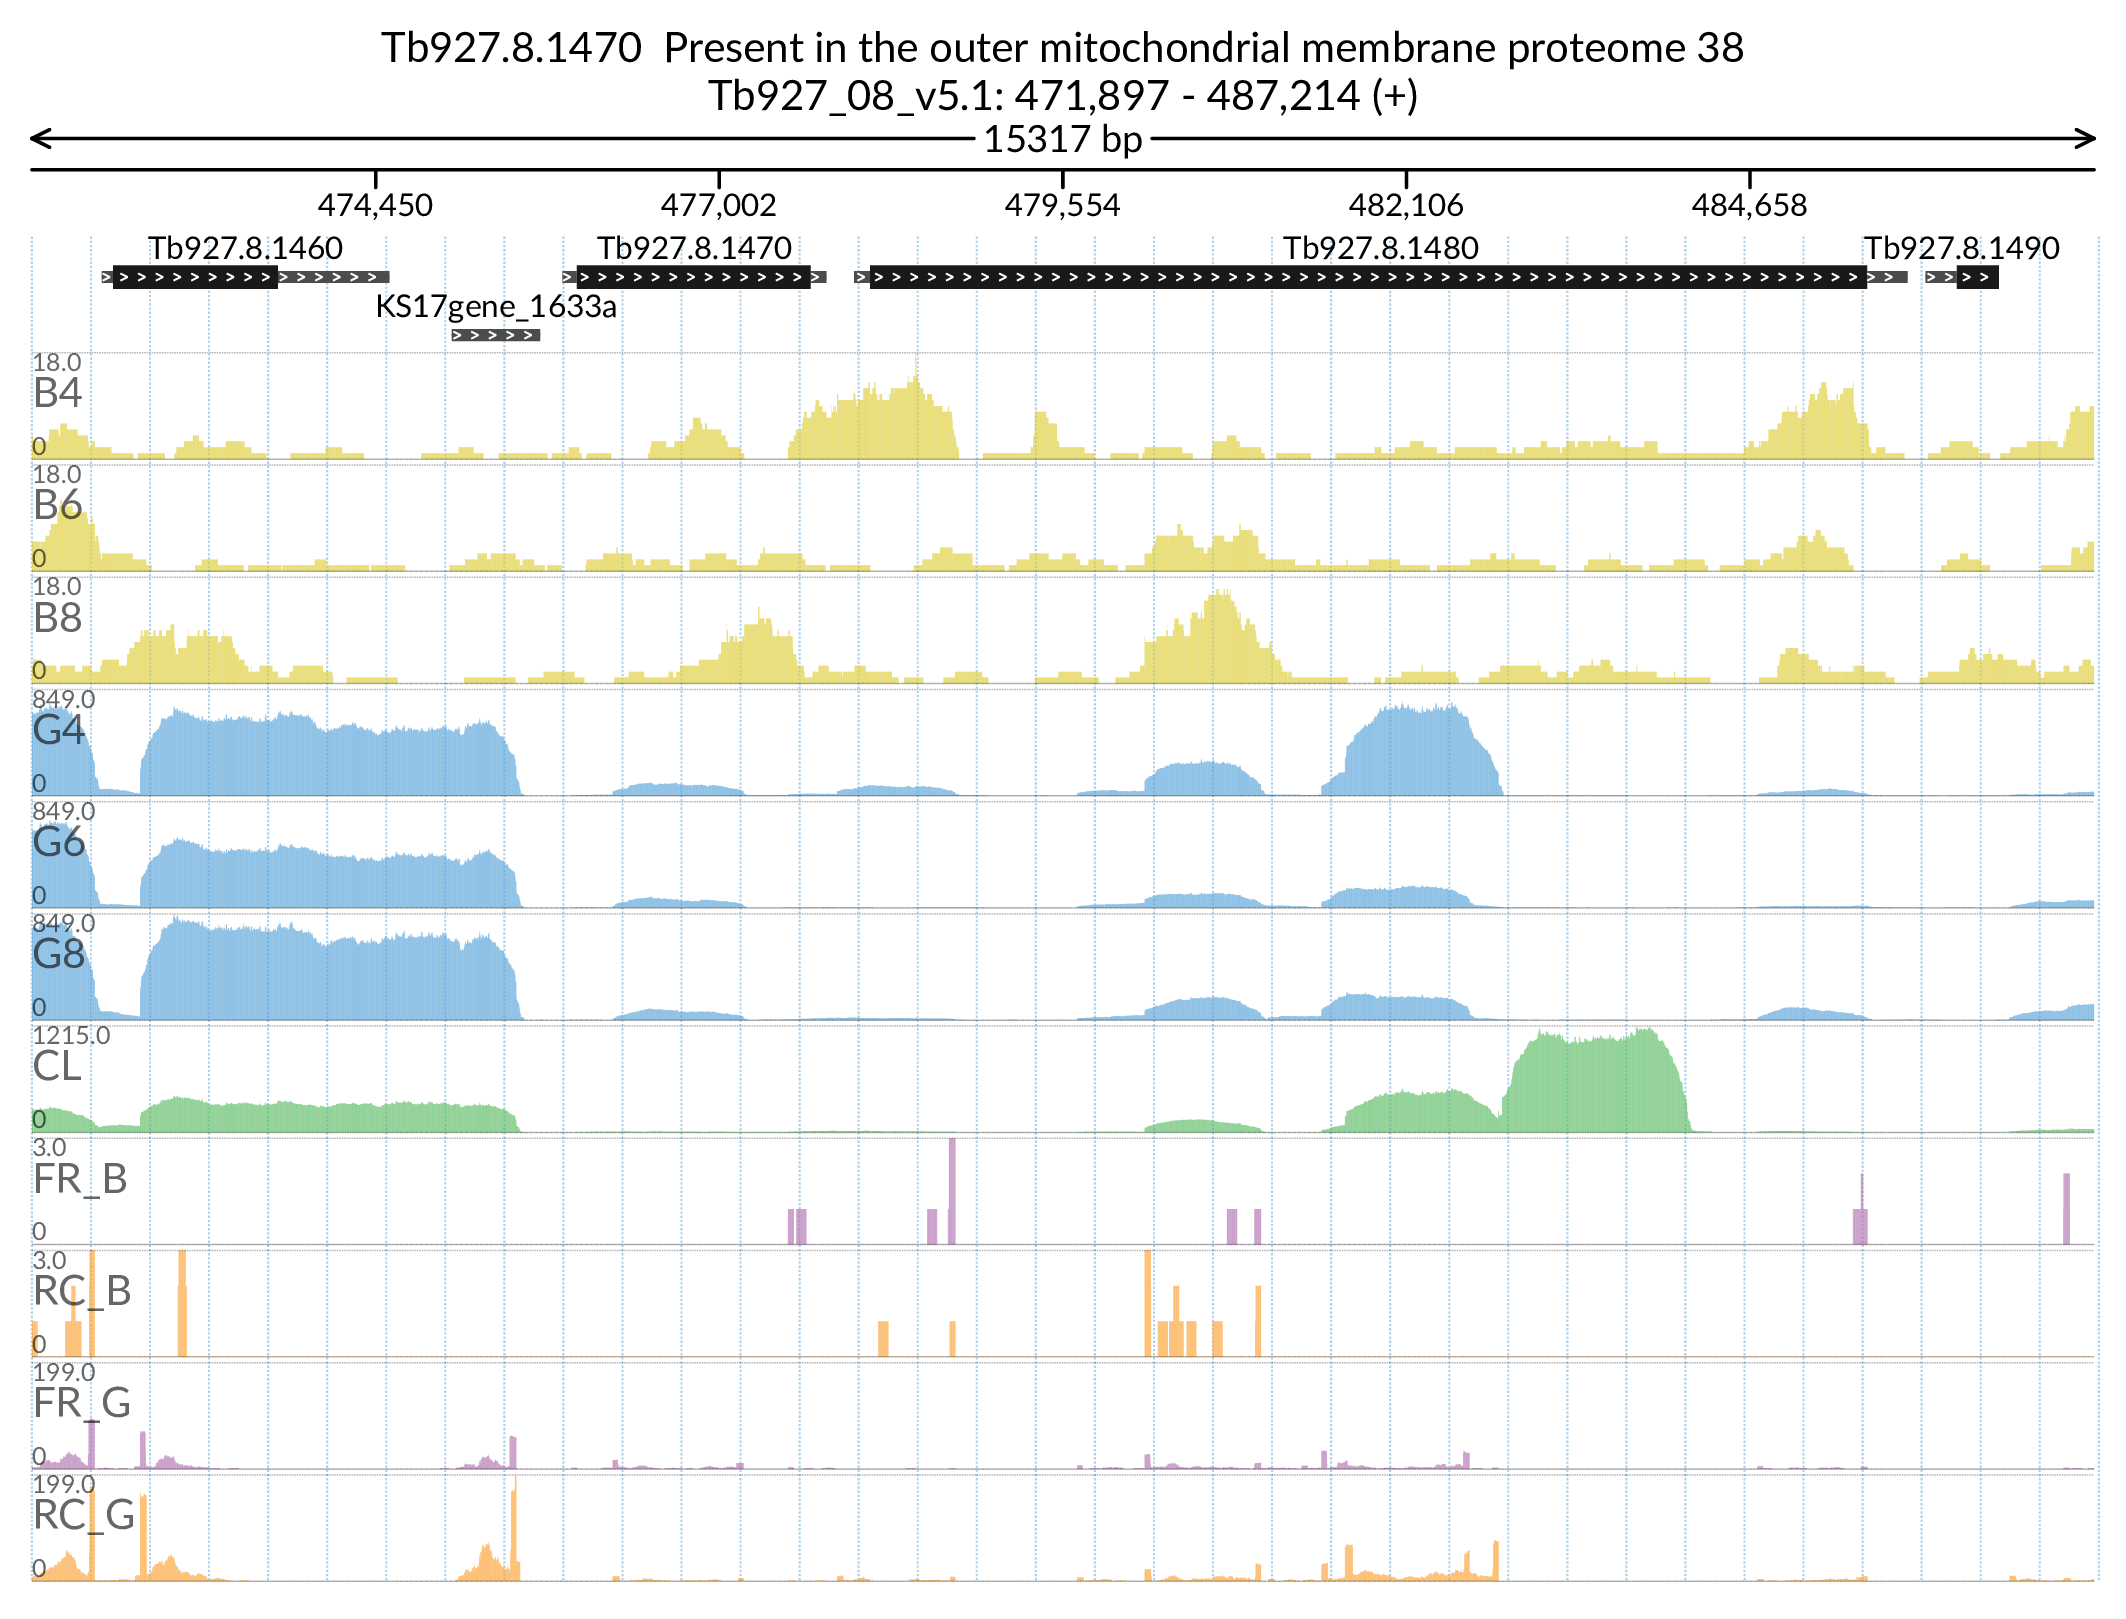 Tb927.8.1470  Present in the outer mitochondrial membrane proteome 38
Tb927_08_v5.1: 471,897 - 487,214 (+)
15317 bp
474,450 477,002 479,554 482,106 484,658
Tb927.8.1460 Tb927.8.1470 Tb927.8.1480 Tb927.8.1490
KS17gene_1633a
18.0
B4
0
18.0
B6
0
18.0
B8
0
849.0
G4
0
849.0
G6
0
849.0
G8
0
1215.0
CL
0
3.0
FR_B
0
3.0
RC_B
0
199.0
FR_G
0
199.0
RC_G
0